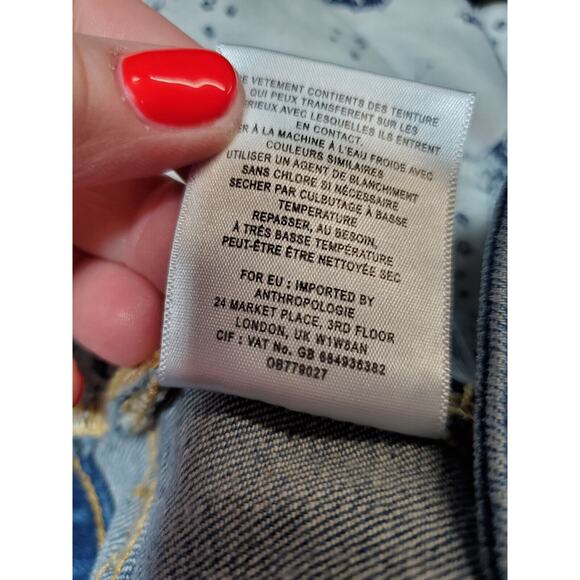 VETEMENT CONTIENTS DES TEINTURE
QUI PEUX TRANSFERENT SUR LES
AVEC LESQUELLES ILS ENTRENT
EN CONTACT.
À LA MACHINE À L'EAU FROIDE AVEC
COULEURS SIMILAIRES
UTILISER UN AGENT DE BLANCHIMENT
SANS CHLORE SI NÉCESSAIRE
SECHER PAR CULBUTAGE À BASSE
TEMPERATURE
REPASSER, AU BESOIN,
À TRÈS BASSE TEMPÉRATURE
PEUT-ÊTRE ÊTRE NETTOYÉE SEC
FOR EU : IMPORTED BY
ANTHROPOLOGIE
24 MARKET PLACE, 3RD FLOOR
LONDON, UK W1W8AN
CIF : VAT No. GB 884936382
OB779027